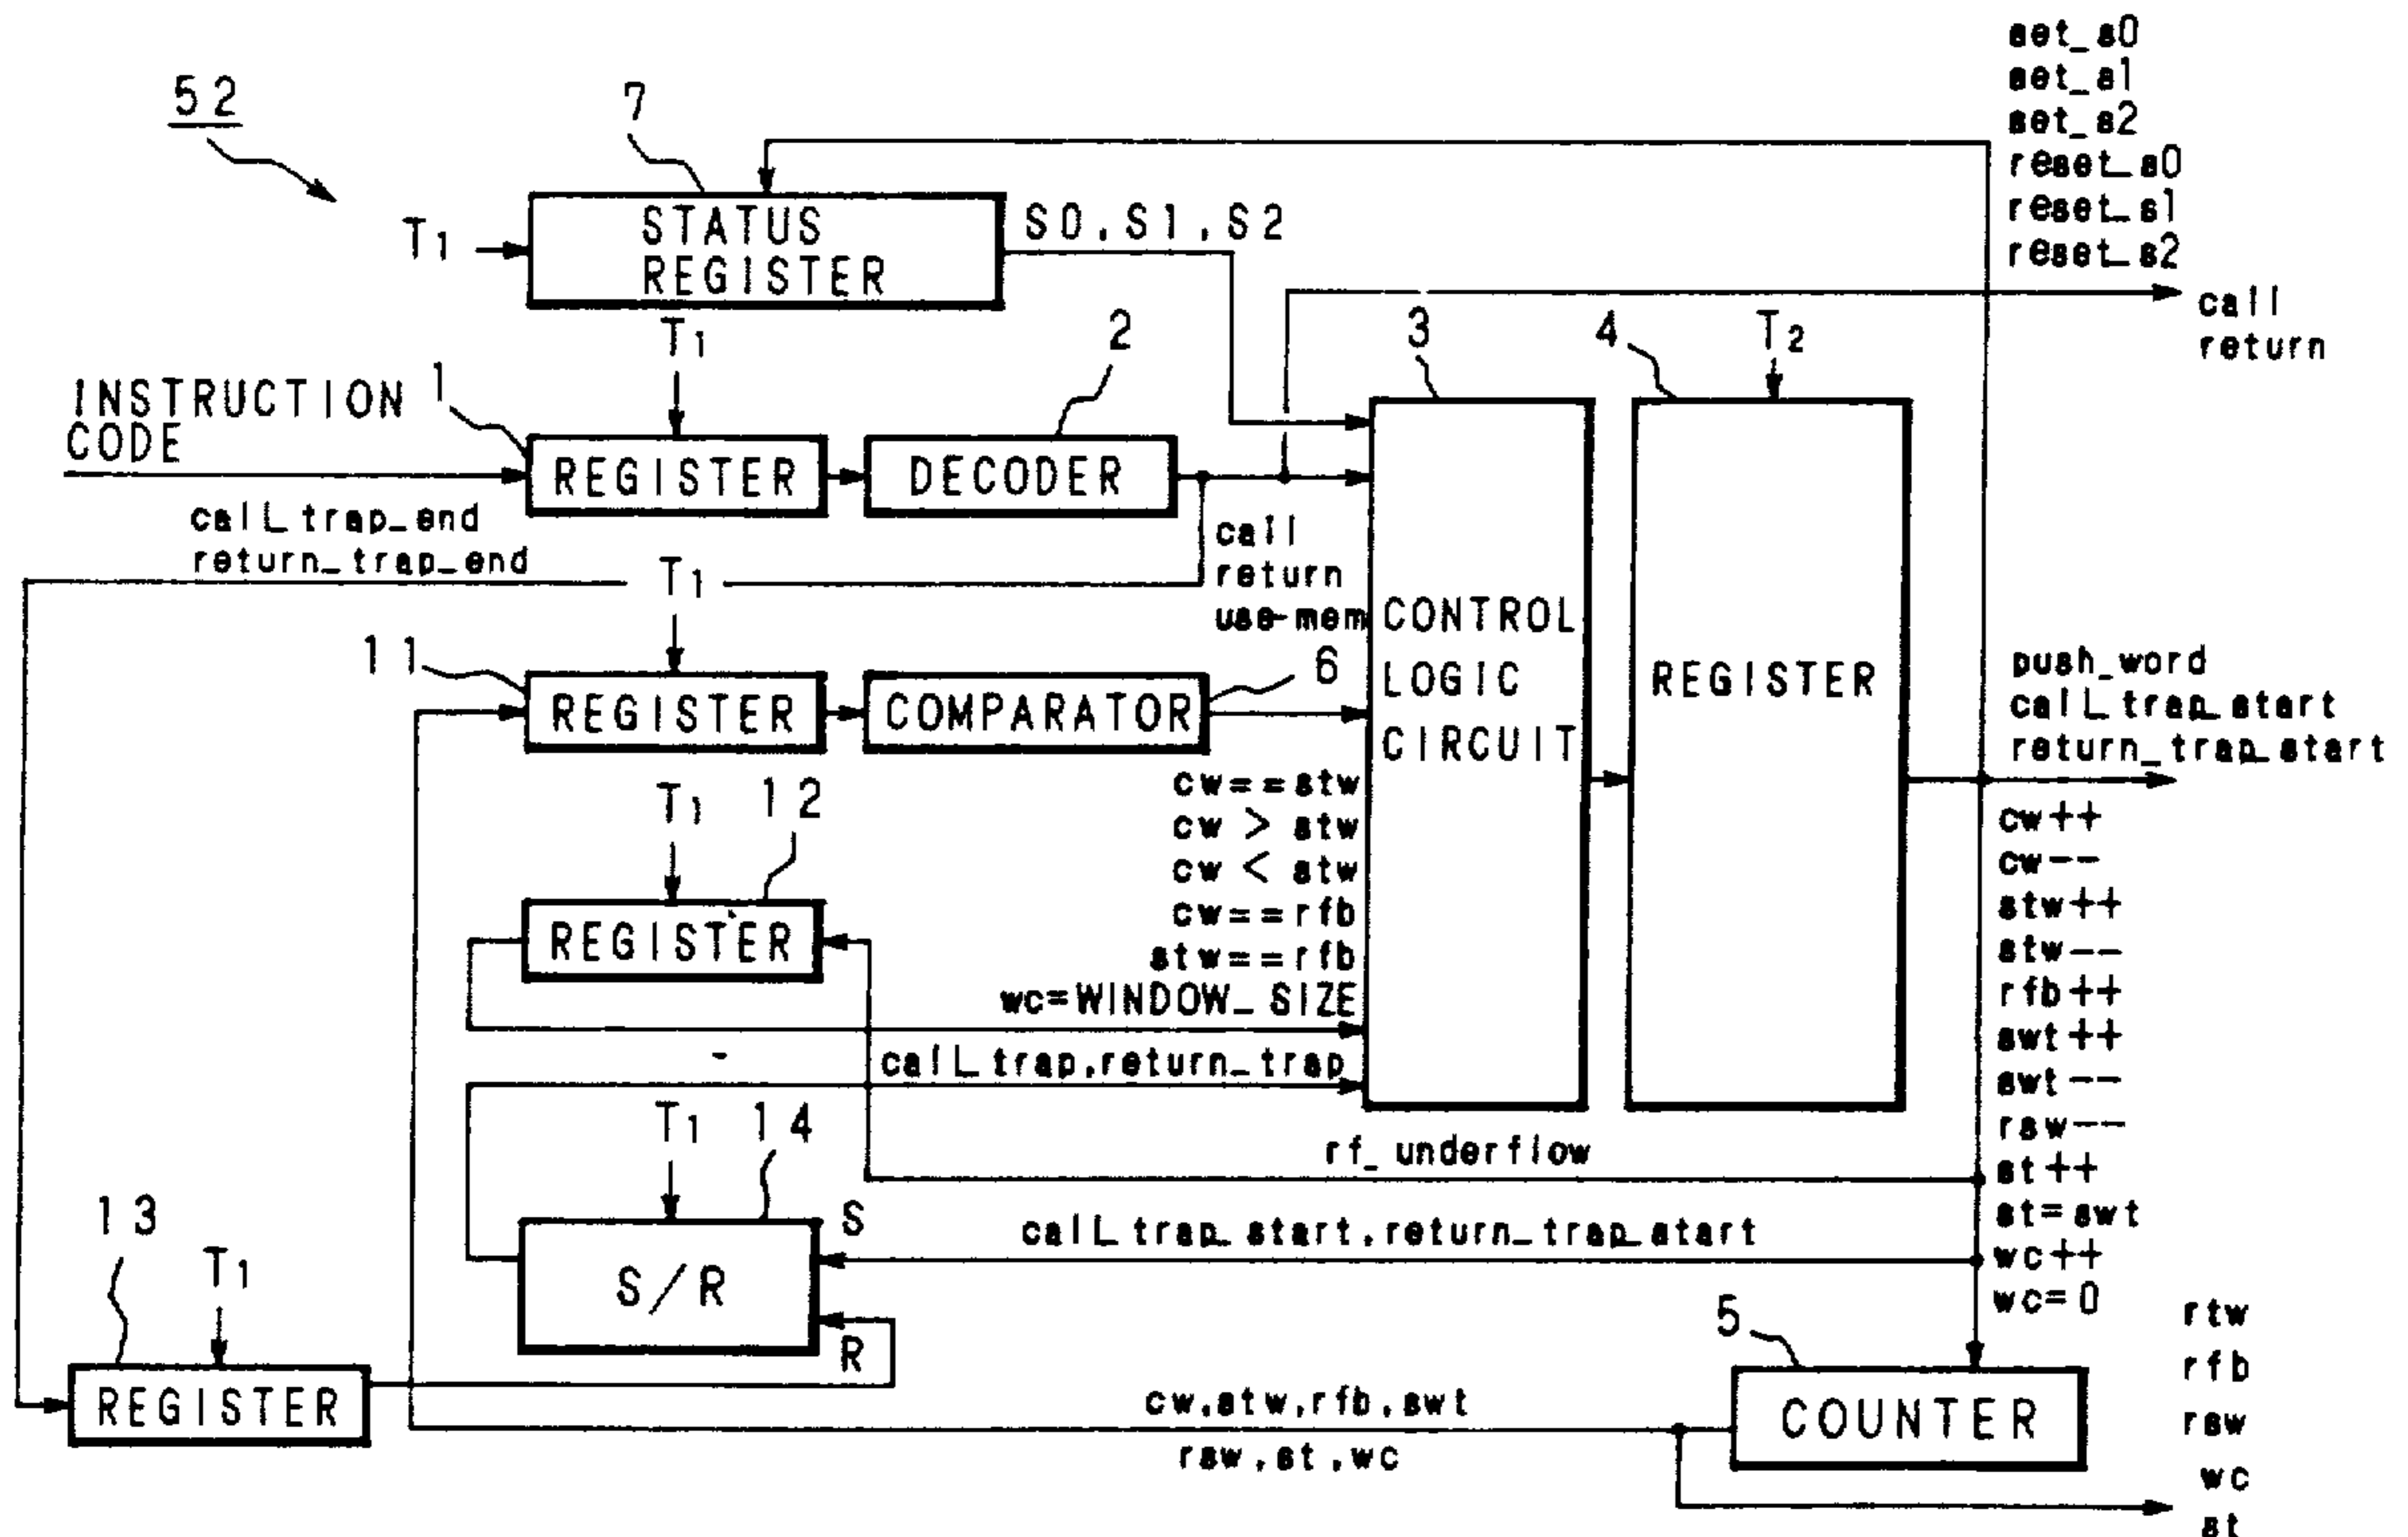 52
set_s0
set_s1
set_s2
reset_s0
reset_s1
reset_s2
7
T1
STATUS
REGISTER
S0,S1,S2
call
return
INSTRUCTION
CODE
1
T1
REGISTER
2
DECODER
3
CONTROL
LOGIC
CIRCUIT
4
T2
REGISTER
call_trap_end
return_trap_end
call
return
use-mem
11
T1
REGISTER
COMPARATOR
6
push_word
call_trap_start
return_trap_start
cw==stw
cw > stw
cw < stw
cw==rfb
stw==rfb
wc=WINDOW_SIZE
T1
12
REGISTER
call_trap,return_trap
cw++
cw--
stw++
stw--
rfb++
swt++
swt--
rsw--
st++
st=swt
wc++
wc=0
rf_underflow
T1
14
S/R
S
R
call_trap_start,return_trap_start
13
T1
REGISTER
5
COUNTER
cw,stw,rfb,swt
rsw,st,wc
rtw
rfb
rsw
wc
st